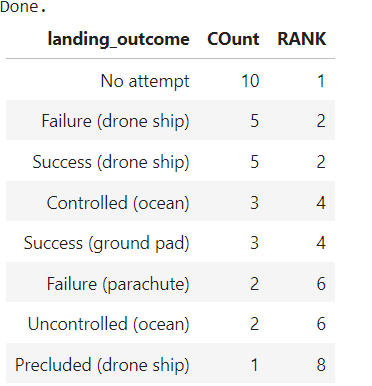 Done.
landing_outcome COunt RANK
No attempt 10 1
Failure (drone ship) 5 2
Success (drone ship) 5 2
Controlled (ocean) 3 4
Success (ground pad) 3 4
Failure (parachute) 2 6
Uncontrolled (ocean) 2 6
Precluded (drone ship) 1 8